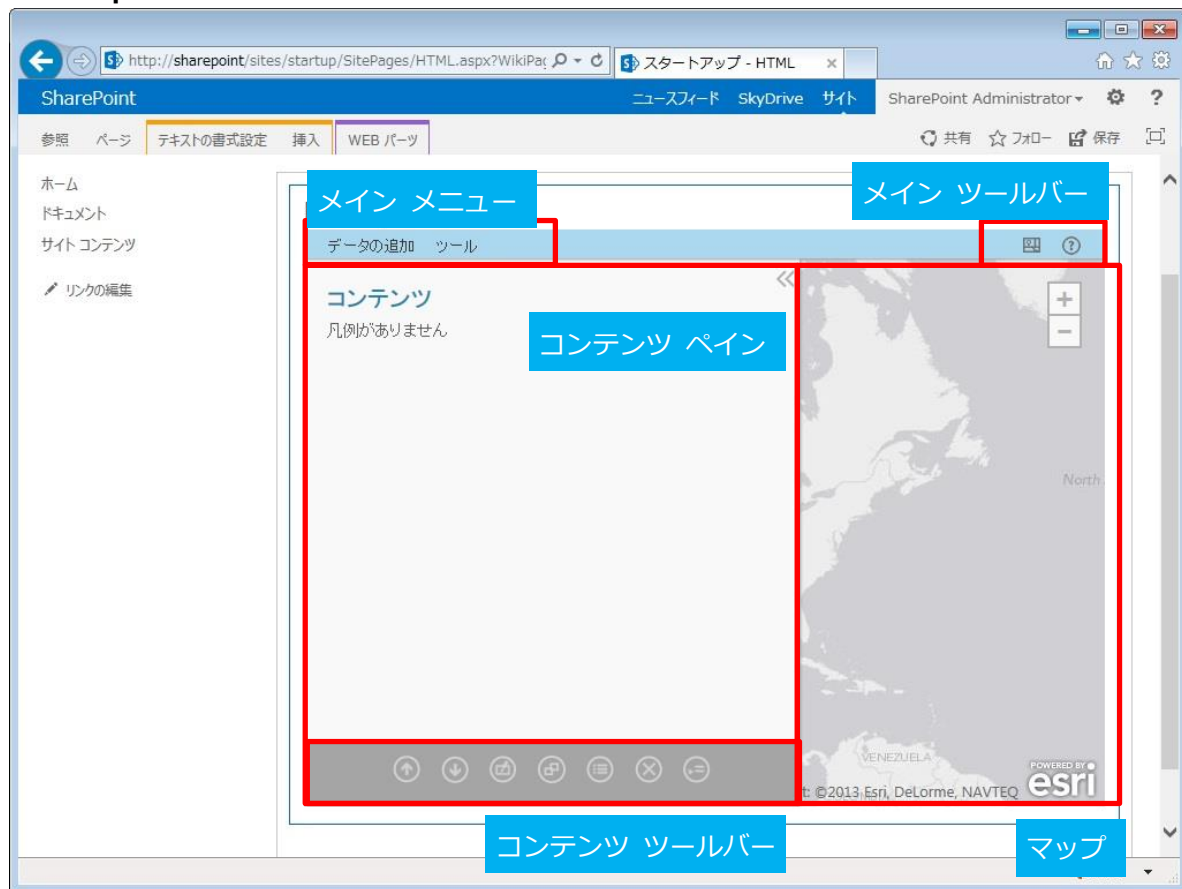 http://sharepoint/sites/startup/SitePages/HTML.aspx?WikiPag
スタートアップ - HTML
SharePoint
ニュースフィード SkyDrive サイト SharePoint Administrator ?
参照 ページ テキストの書式設定 挿入 WEB パーツ 共有 フォロー 保存
ホーム
ドキュメント
サイト コンテンツ
リンクの編集
メイン メニュー
メイン ツールバー
データの追加 ツール
コンテンツ
凡例がありません
コンテンツ ペイン
North
VENEZUELA
POWERED BY
esri
©2013 Esri, DeLorme, NAVTEQ
コンテンツ ツールバー
マップ